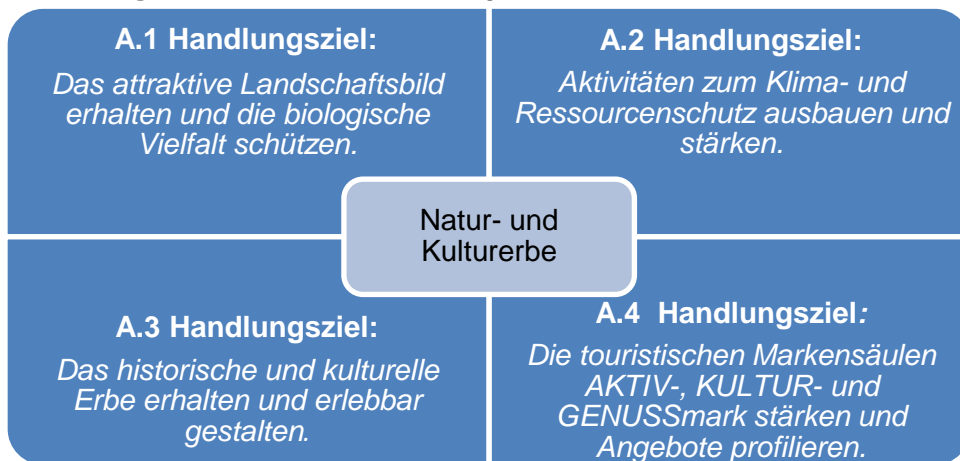 A.1 Handlungsziel:
Das attraktive Landschaftsbild
erhalten und die biologische
Vielfalt schützen.
A.2 Handlungsziel:
Aktivitäten zum Klima- und
Ressourcenschutz ausbauen und
stärken.
Natur- und
Kulturerbe
A.3 Handlungsziel:
Das historische und kulturelle
Erbe erhalten und erlebbar
gestalten.
A.4 Handlungsziel:
Die touristischen Markensäulen
AKTIV-, KULTUR- und
GENUSSmark stärken und
Angebote profilieren.